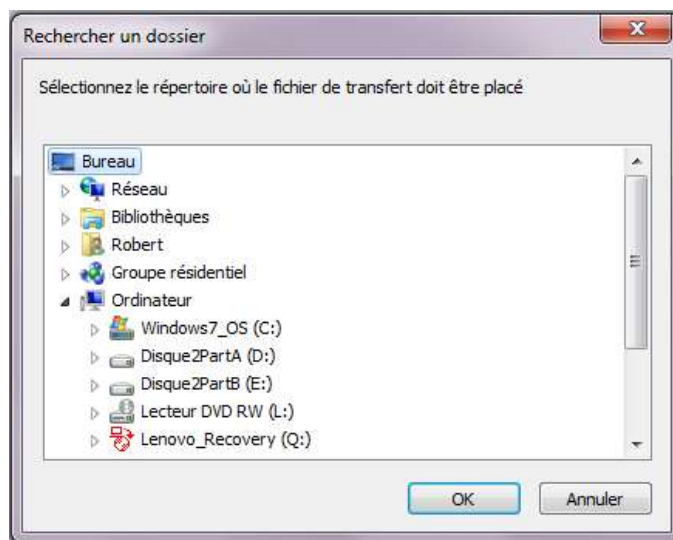 Rechercher un dossier
Sélectionnez le répertoire où le fichier de transfert doit être placé
Bureau
Réseau
Bibliothèques
Robert
Groupe résidentiel
Ordinateur
Windows7_OS (C:)
Disque2PartA (D:)
Disque2PartB (E:)
Lecteur DVD RW (L:)
Lenovo_Recovery (Q:)
OK Annuler